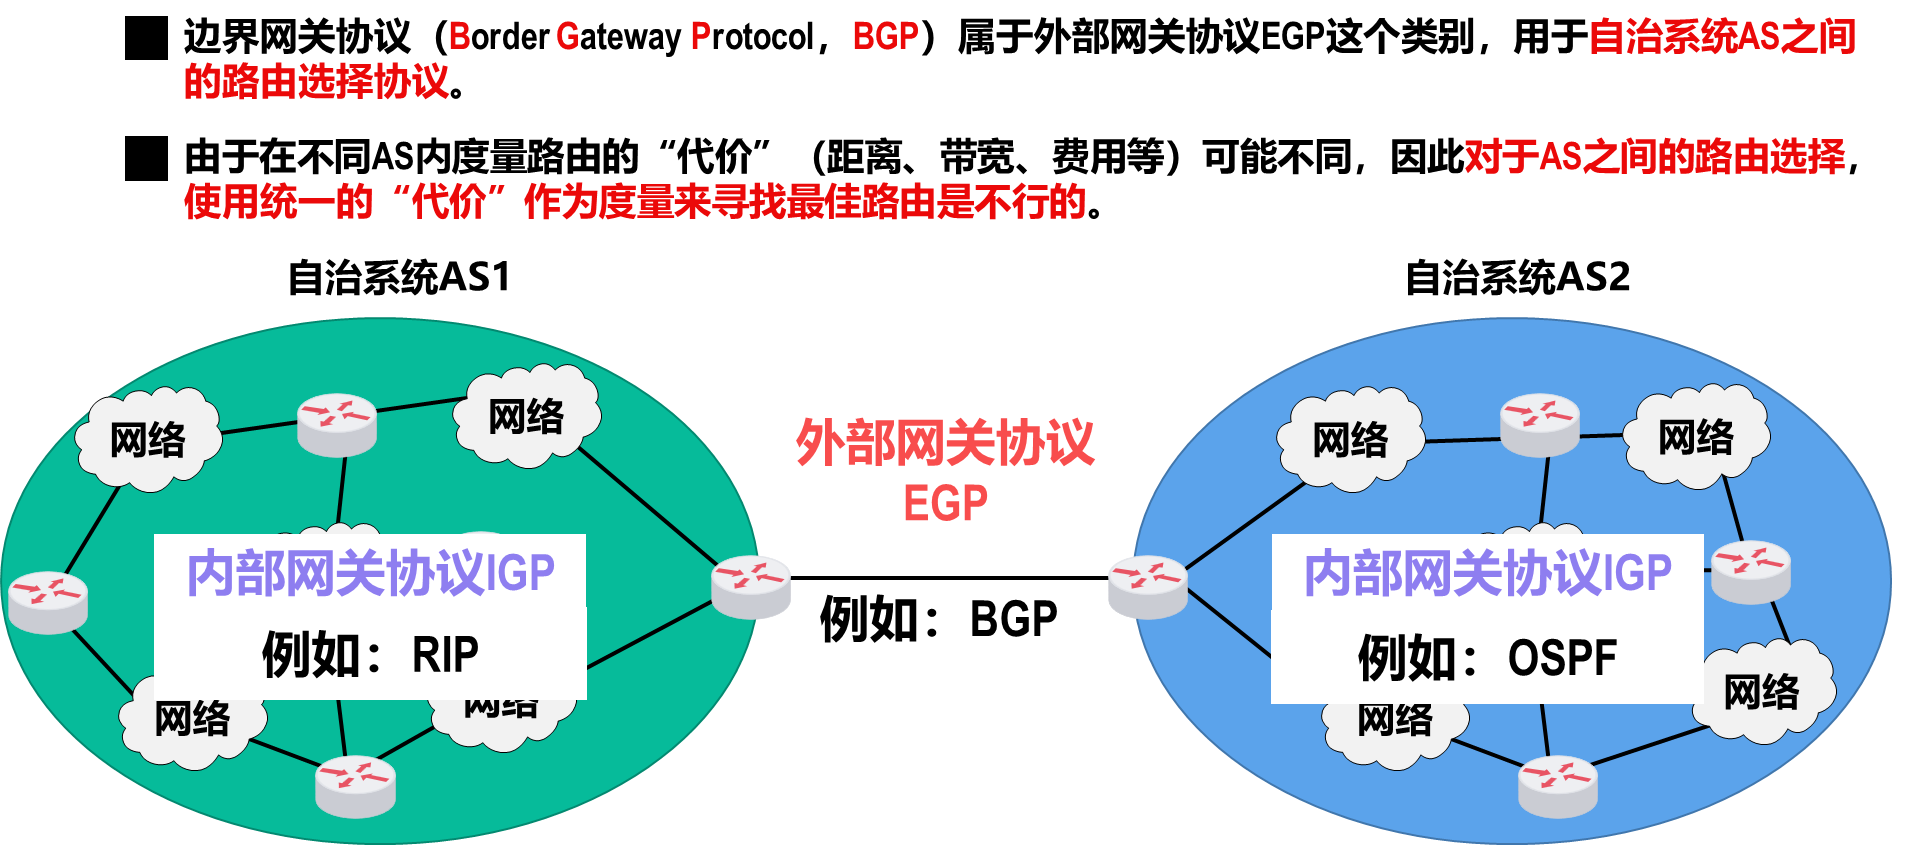 边界网关协议（Border Gateway Protocol，BGP）属于外部网关协议EGP这个类别，用于自治系统AS之间
的路由选择协议。
由于在不同AS内度量路由的“代价”（距离、带宽、费用等）可能不同，因此对于AS之间的路由选择，
使用统一的“代价”作为度量来寻找最佳路由是不行的。
自治系统AS1
自治系统AS2
网络
网络
外部网关协议
EGP
网络
网络
内部网关协议IGP
例如：RIP
例如：BGP
内部网关协议IGP
例如：OSPF
网络
网络
网络
网络